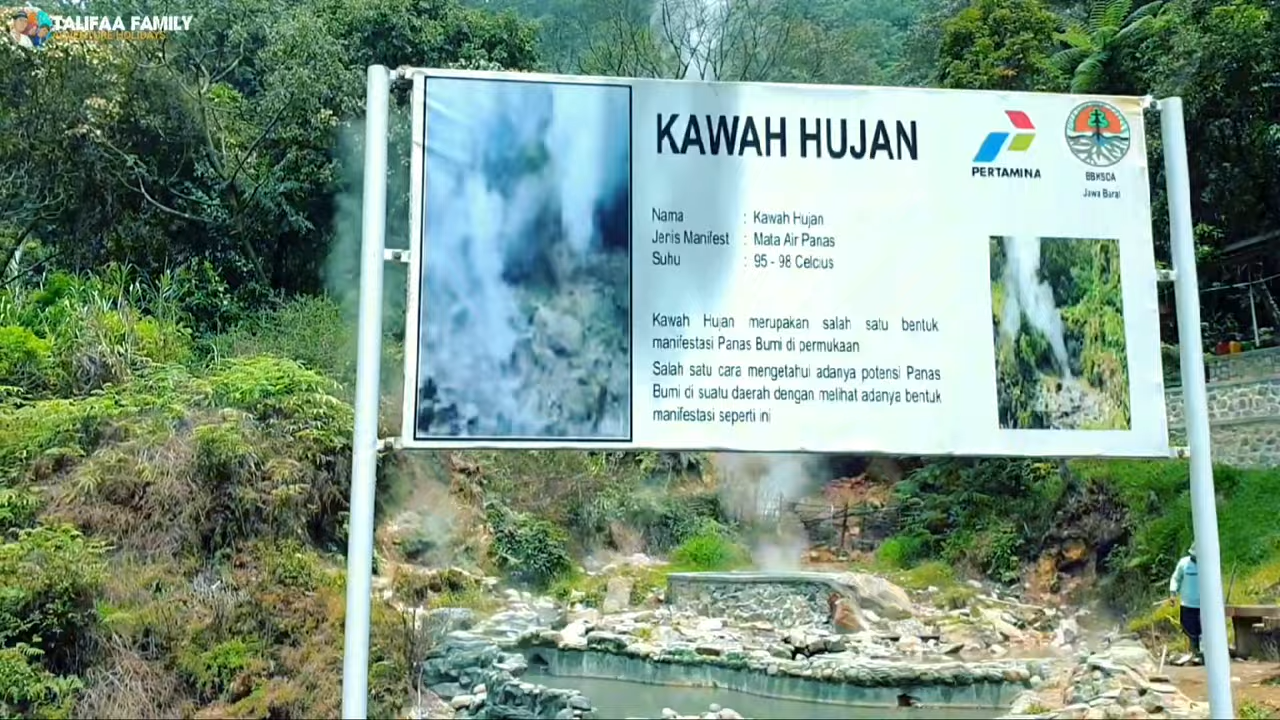 TALIFAA FAMILY
ADVENTURE HOLIDAYS
KAWAH HUJAN
PERTAMINA
BBKSDA
Jawa Barat
Nama : Kawah Hujan
Jenis Manifest : Mata Air Panas
Suhu : 95 - 98 Celcius
Kawah Hujan merupakan salah satu bentuk
manifestasi Panas Bumi di permukaan
Salah satu cara mengetahui adanya potensi Panas
Bumi di suatu daerah dengan melihat adanya bentuk
manifestasi seperti ini